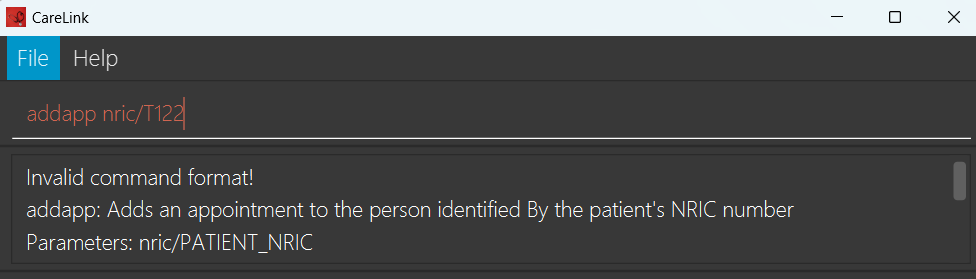 CareLink
File Help
addapp nric/T122
Invalid command format!
addapp: Adds an appointment to the person identified By the patient's NRIC number
Parameters: nric/PATIENT_NRIC